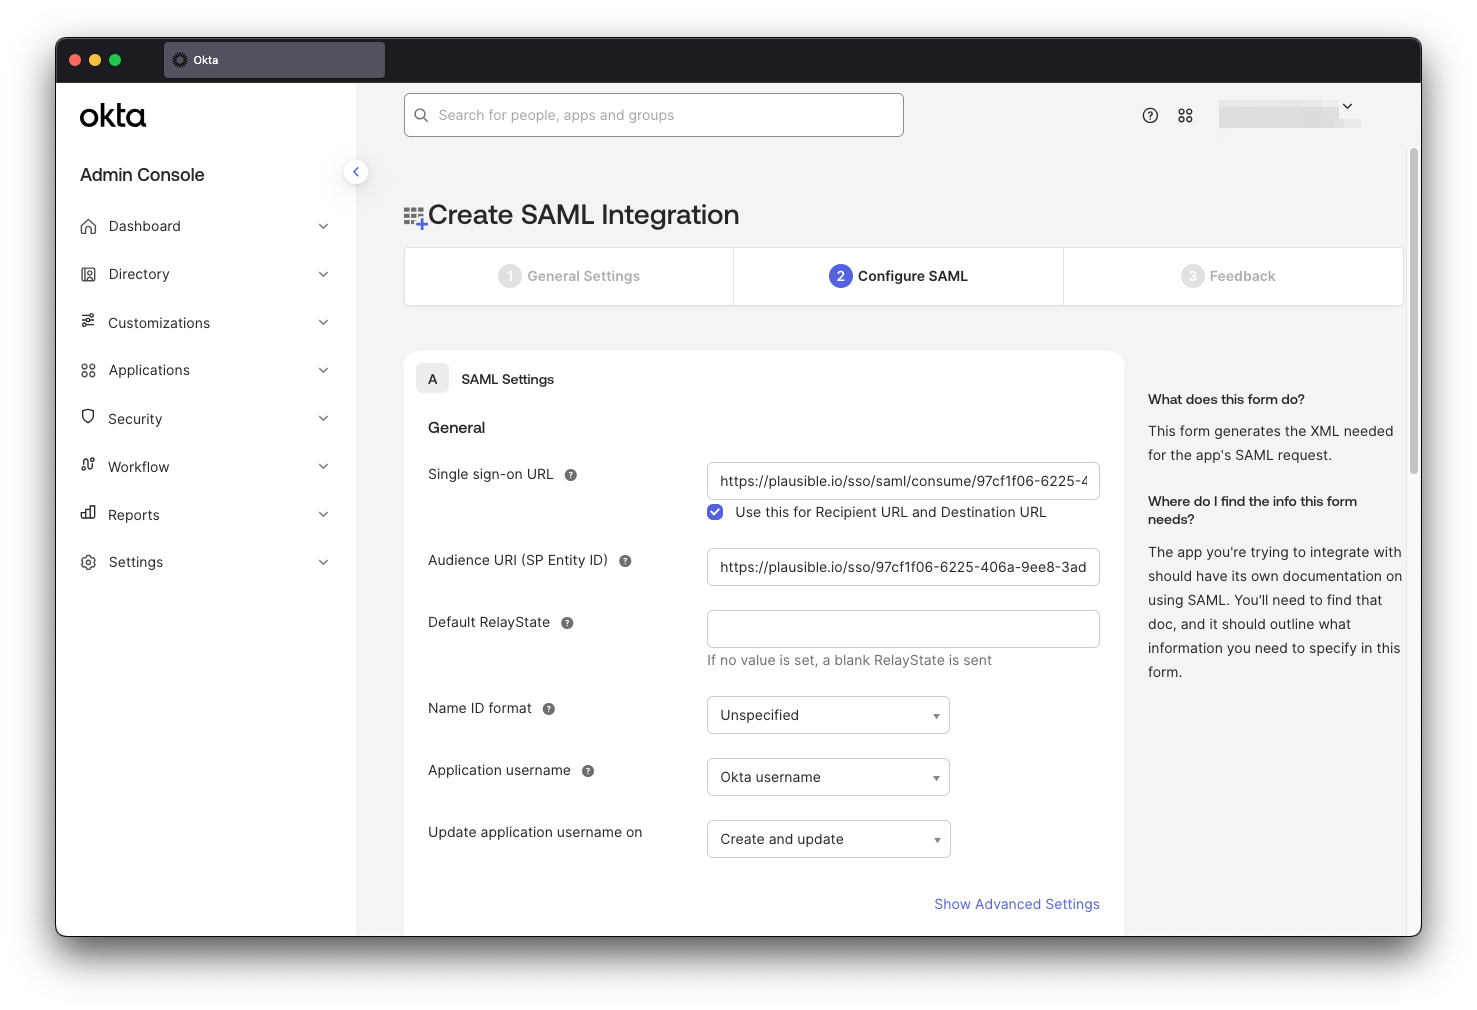 Okta
okta
Search for people, apps and groups
Admin Console
Dashboard
Directory
Customizations
Applications
Security
Workflow
Reports
Settings
Create SAML Integration
1 General Settings
2 Configure SAML
3 Feedback
A SAML Settings
General
Single sign-on URL ?
https://plausible.io/sso/saml/consume/97cf1f06-6225-4
Use this for Recipient URL and Destination URL
Audience URI (SP Entity ID) ?
https://plausible.io/sso/97cf1f06-6225-406a-9ee8-3ad
Default RelayState ?
If no value is set, a blank RelayState is sent
Name ID format ?
Unspecified
Application username ?
Okta username
Update application username on
Create and update
Show Advanced Settings
What does this form do?
This form generates the XML needed
for the app's SAML request.
Where do I find the info this form
needs?
The app you're trying to integrate with
should have its own documentation on
using SAML. You'll need to find that
doc, and it should outline what
information you need to specify in this
form.